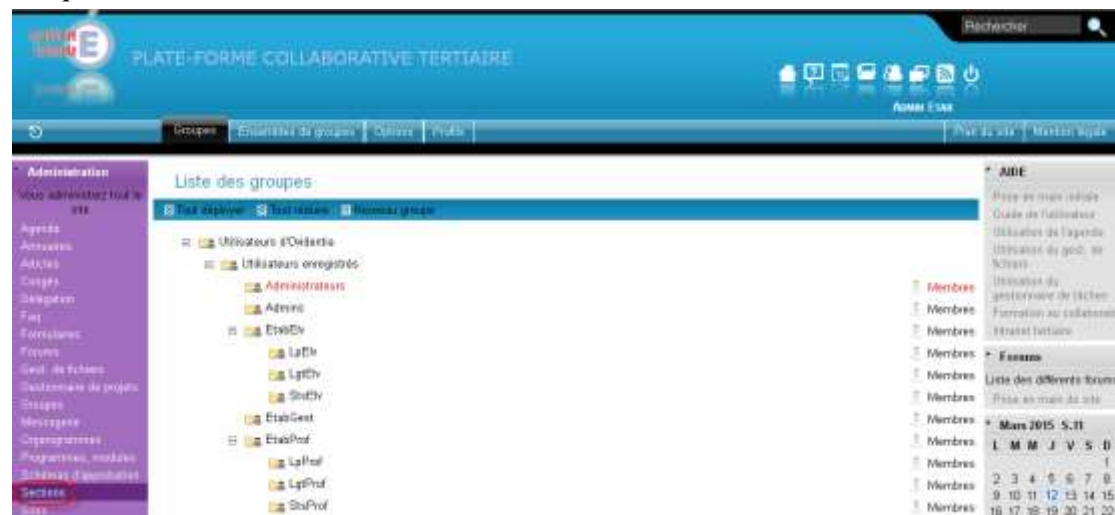 Rechercher
PLATE-FORME COLLABORATIVE TERTIAIRE
ADMIN ETAB
Groupes Ensembles de groupes Options Profils Plan du site Mention légale
Administration
Vous administrez tout le site
Agenda
Annuaires
Articles
Congés
Délégation
Faq
Formulaires
Forums
Gest. de fichiers
Gestionnaire de projets
Groupes
Messagerie
Organigrammes
Programmes, modules
Schémas d'approbation
Sections
Liste des groupes
Tout déployer Tout réduire Nouveau groupe
Utilisateurs d'Ovidentia
Utilisateurs enregistrés
Administrateurs Membres
Admins Membres
EtabElv Membres
LpElv Membres
LgtElv Membres
StsElv Membres
EtabGest Membres
EtabProf Membres
LpProf Membres
LgtProf Membres
StsProf Membres
AIDE
Prise en main initiale
Guide de l'utilisateur
Utilisation de l'agenda
Utilisation du gest. de fichiers
Utilisation du gestionnaire de tâches
Formation au collaboratif
Intranet tertiaire
Forums
Liste des différents forums
Prise en main du site
Mars 2015 S.11
L M M J V S D
1
2 3 4 5 6 7 8
9 10 11 12 13 14 15
16 17 18 19 20 21 22